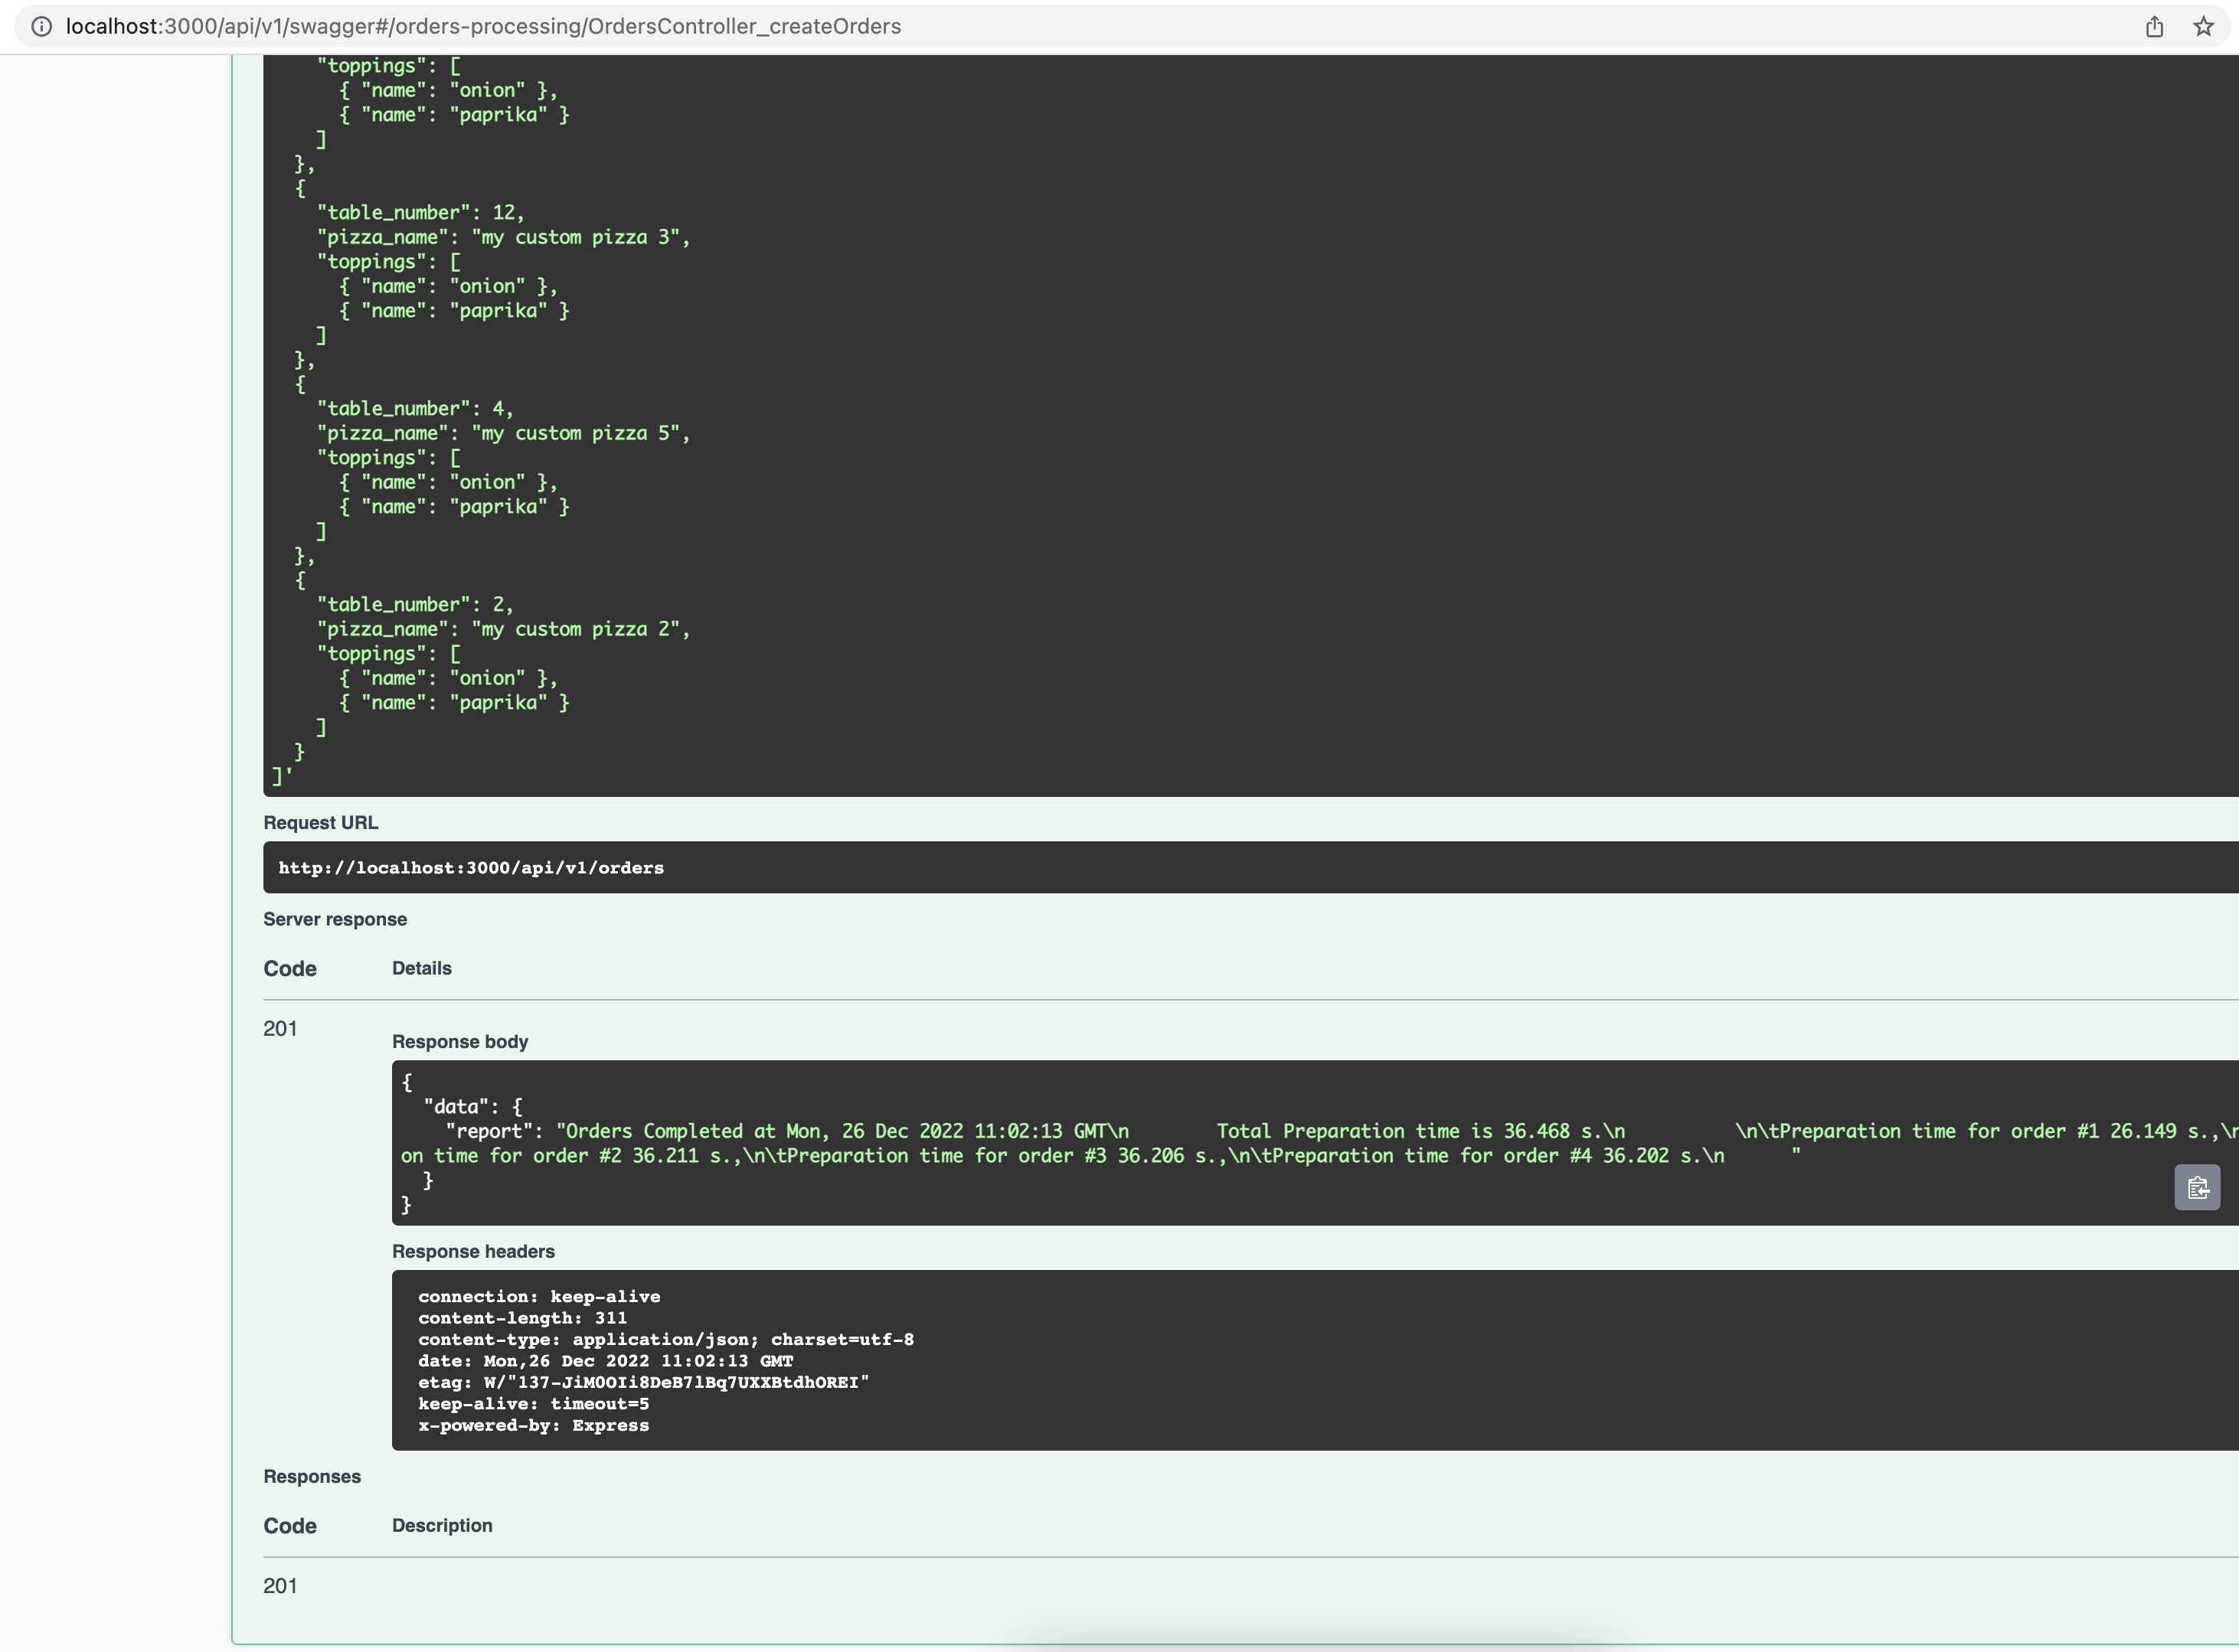 localhost:3000/api/v1/swagger#/orders-processing/OrdersController_createOrders
"toppings": [
{ "name": "onion" },
{ "name": "paprika" }
]
},
{
"table_number": 12,
"pizza_name": "my custom pizza 3",
"toppings": [
{ "name": "onion" },
{ "name": "paprika" }
]
},
{
"table_number": 4,
"pizza_name": "my custom pizza 5",
"toppings": [
{ "name": "onion" },
{ "name": "paprika" }
]
},
{
"table_number": 2,
"pizza_name": "my custom pizza 2",
"toppings": [
{ "name": "onion" },
{ "name": "paprika" }
]
}
]'
Request URL
http://localhost:3000/api/v1/orders
Server response
Code Details
201
Response body
{
"data": {
"report": "Orders Completed at Mon, 26 Dec 2022 11:02:13 GMT\n        Total Preparation time is 36.468 s.\n          \n\tPreparation time for order #1 26.149 s.,\n
on time for order #2 36.211 s.,\n\tPreparation time for order #3 36.206 s.,\n\tPreparation time for order #4 36.202 s.\n      "
}
}
Response headers
connection: keep-alive
content-length: 311
content-type: application/json; charset=utf-8
date: Mon,26 Dec 2022 11:02:13 GMT
etag: W/"137-JiM0OIi8DeB7lBq7UXXBtdhOREI"
keep-alive: timeout=5
x-powered-by: Express
Responses
Code Description
201